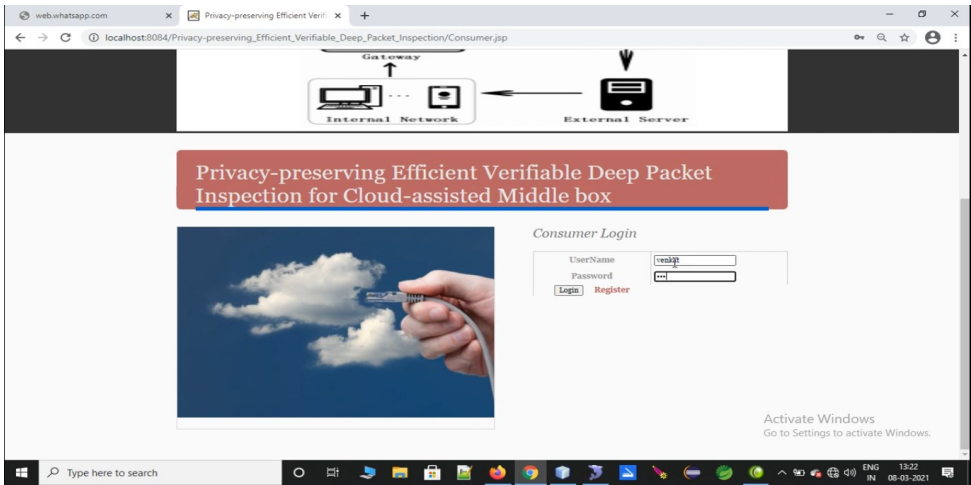 web.whatsapp.com
Privacy-preserving Efficient Verifi
localhost:8084/Privacy-preserving_Efficient_Verifiable_Deep_Packet_Inspection/Consumer.jsp
Gateway
Internal Network
External Server
Privacy-preserving Efficient Verifiable Deep Packet
Inspection for Cloud-assisted Middle box
Consumer Login
UserName venkat
Password •••
Login Register
Activate Windows
Go to Settings to activate Windows.
Type here to search
ENG 13:22
IN 08-03-2021